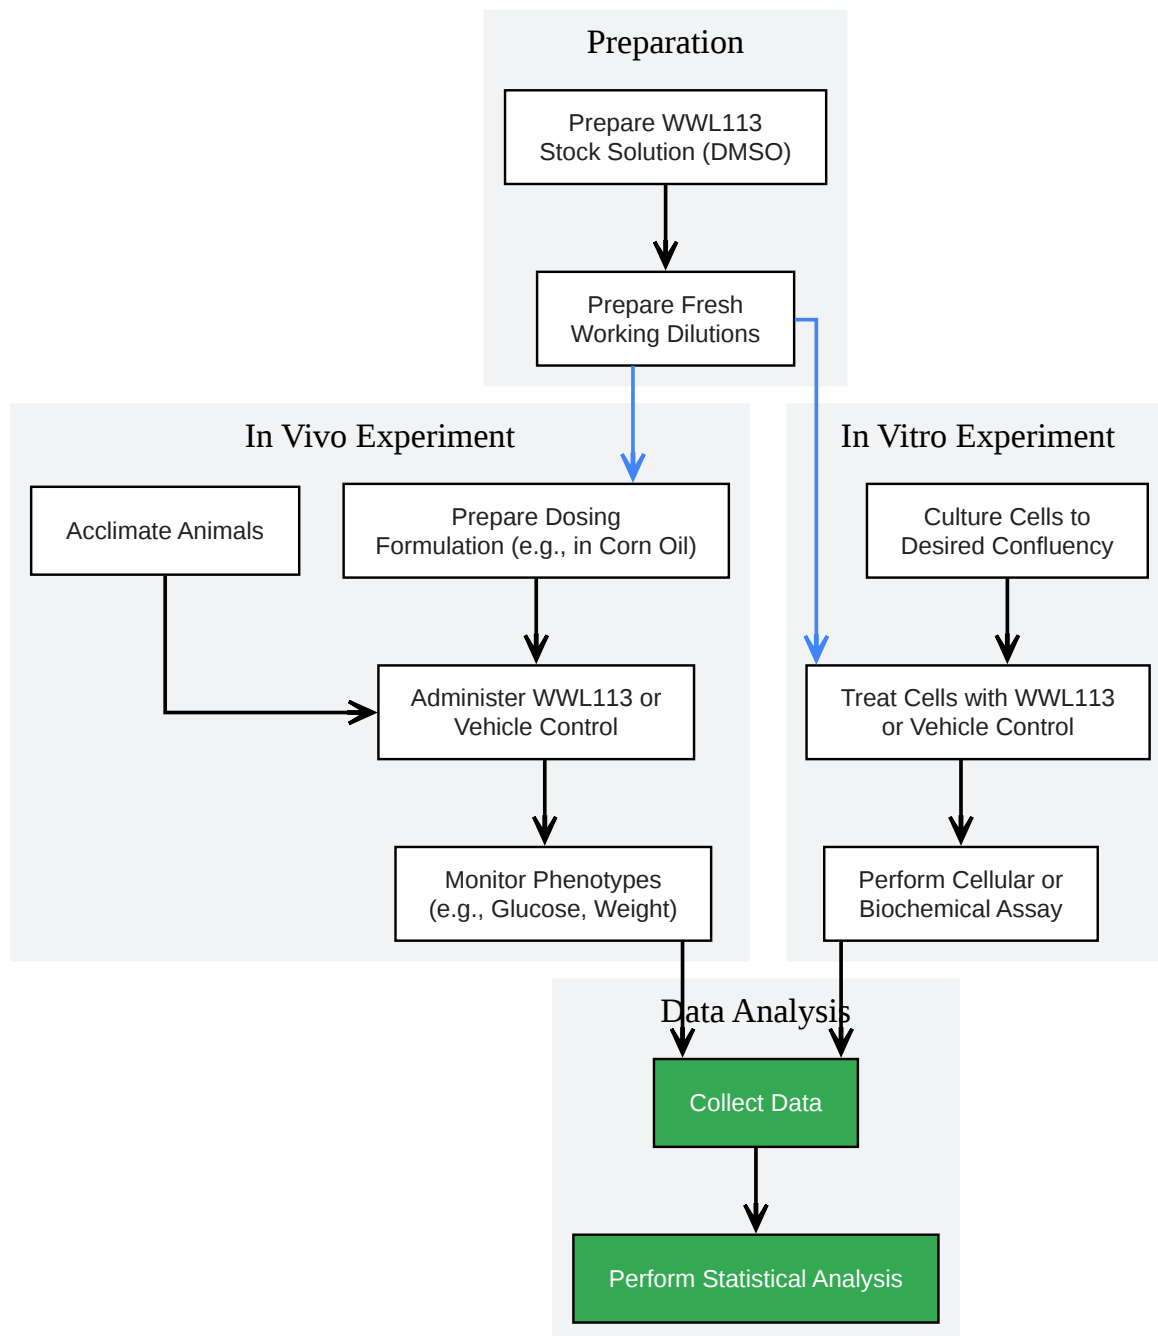 Preparation
Prepare WWL113
Stock Solution (DMSO)
Prepare Fresh
Working Dilutions
In Vivo Experiment
Acclimate Animals
Prepare Dosing
Formulation (e.g., in Corn Oil)
Administer WWL113 or
Vehicle Control
Monitor Phenotypes
(e.g., Glucose, Weight)
In Vitro Experiment
Culture Cells to
Desired Confluency
Treat Cells with WWL113
or Vehicle Control
Perform Cellular or
Biochemical Assay
Data Analysis
Collect Data
Perform Statistical Analysis